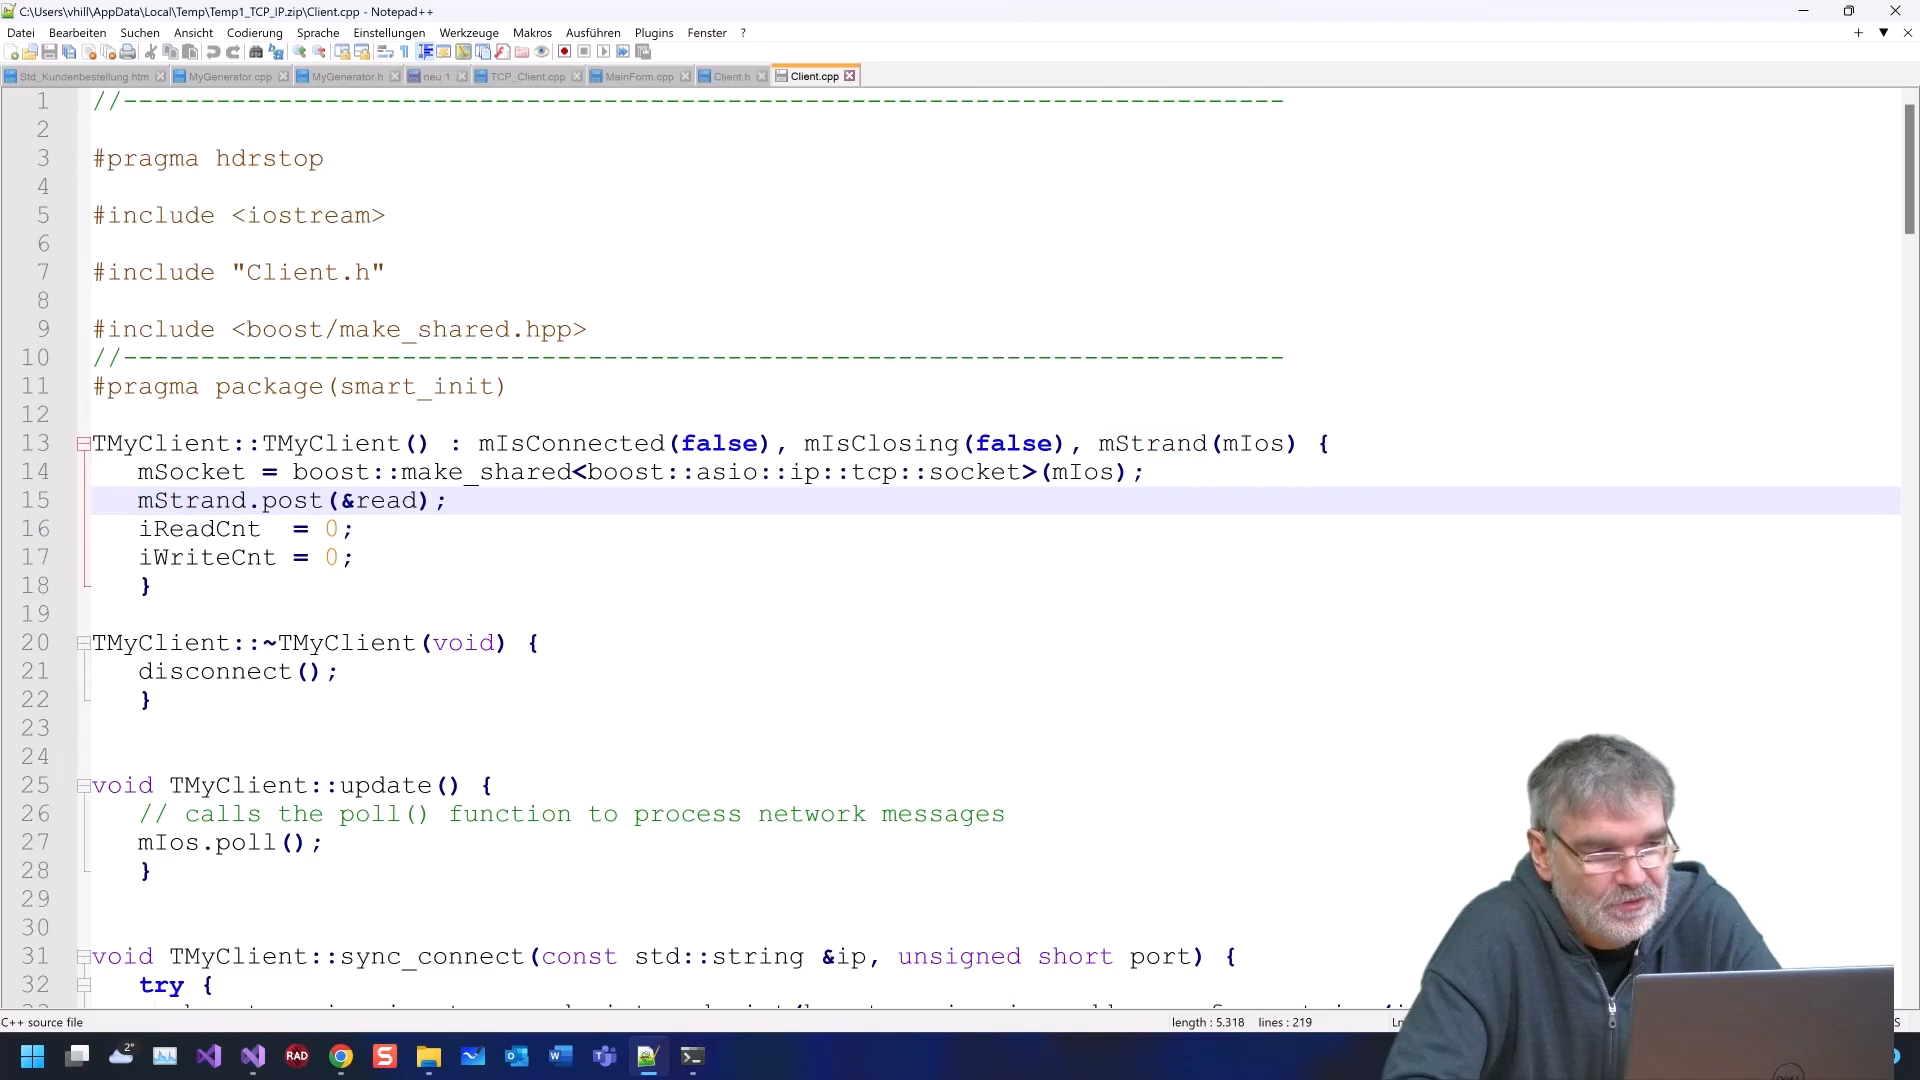 C:\Users\vhill\AppData\Local\Temp\Temp1_TCP_IP.zip\Client.cpp - Notepad++
Datei Bearbeiten Suchen Ansicht Codierung Sprache Einstellungen Werkzeuge Makros Ausführen Plugins Fenster ?
Std_Kundenbestellung.htm MyGenerator.cpp MyGenerator.h neu 1 TCP_Client.cpp MainForm.cpp Client.h Client.cpp
1 //---------------------------------------------------------------------------
2
3 #pragma hdrstop
4
5 #include <iostream>
6
7 #include "Client.h"
8
9 #include <boost/make_shared.hpp>
10 //---------------------------------------------------------------------------
11 #pragma package(smart_init)
12
13 TMyClient::TMyClient() : mIsConnected(false), mIsClosing(false), mStrand(mIos) {
14 mSocket = boost::make_shared<boost::asio::ip::tcp::socket>(mIos);
15 mStrand.post(&read);
16 iReadCnt = 0;
17 iWriteCnt = 0;
18 }
19
20 TMyClient::~TMyClient(void) {
21 disconnect();
22 }
23
24
25 void TMyClient::update() {
26 // calls the poll() function to process network messages
27 mIos.poll();
28 }
29
30
31 void TMyClient::sync_connect(const std::string &ip, unsigned short port) {
32 try {
C++ source file length : 5.318 lines : 219
2°
RAD